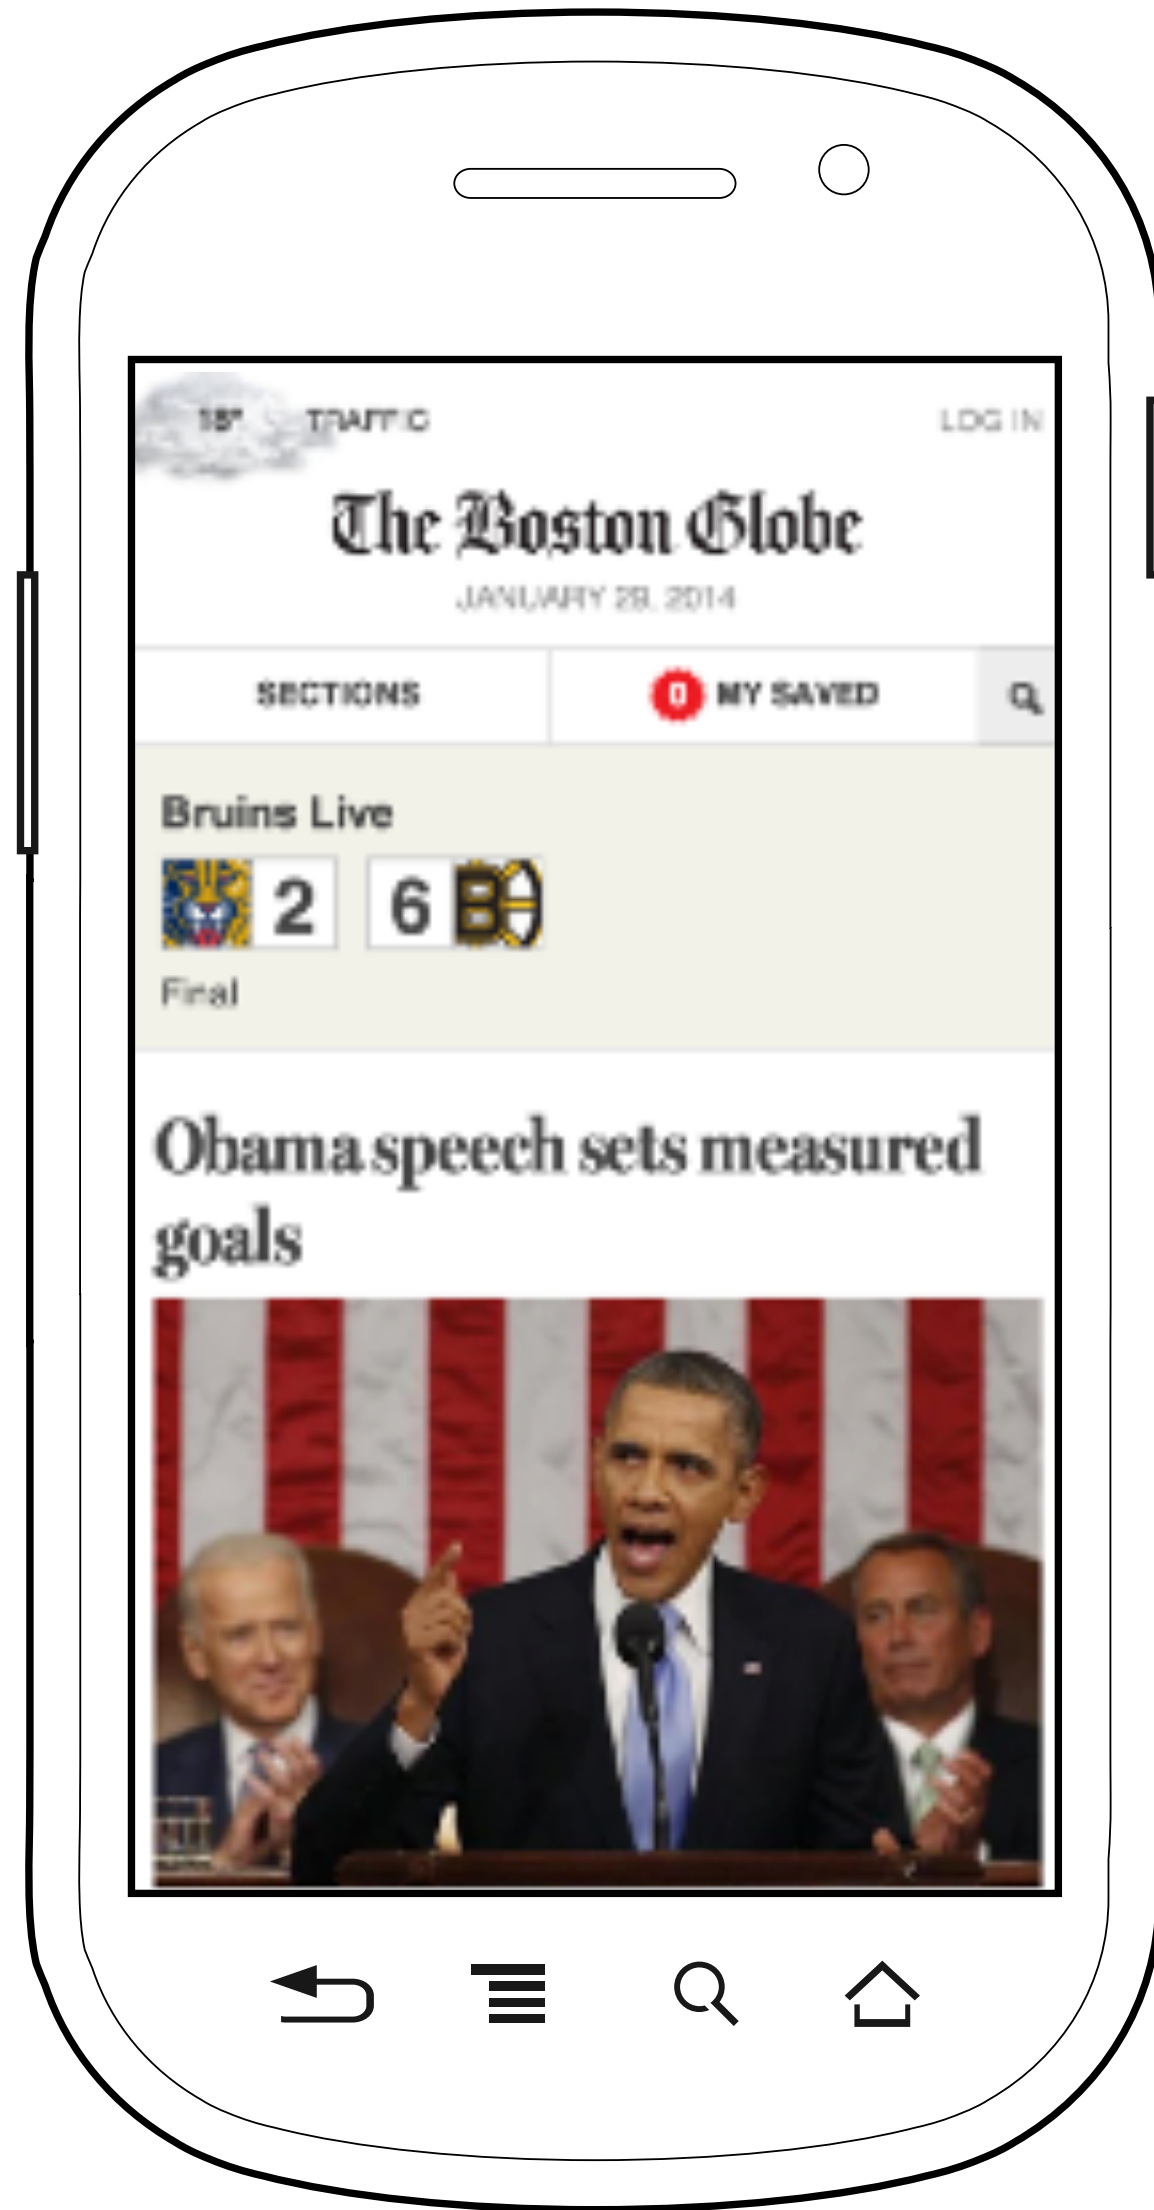 18° TRAFFIC LOG IN
The Boston Globe
JANUARY 29, 2014
SECTIONS 0 MY SAVED
Bruins Live
2 6 B
Final
Obama speech sets measured
goals